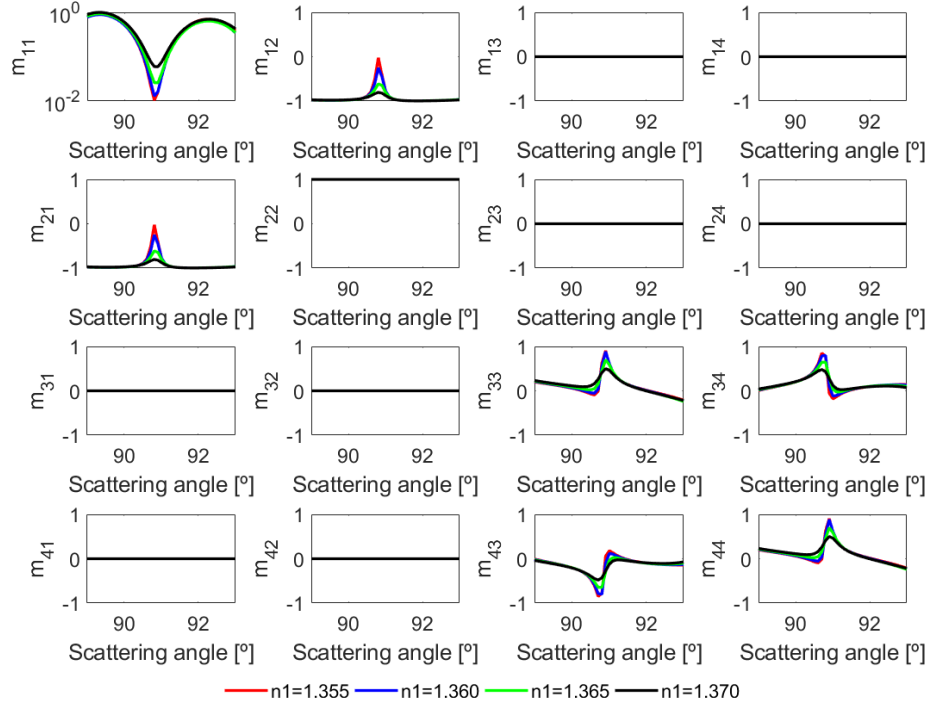 10^0
10^-2
m_11
90 92
Scattering angle [º]
1
0
-1
m_12
90 92
Scattering angle [º]
1
0
-1
m_13
90 92
Scattering angle [º]
1
0
-1
m_14
90 92
Scattering angle [º]
1
0
-1
m_21
90 92
Scattering angle [º]
1
0
-1
m_22
90 92
Scattering angle [º]
1
0
-1
m_23
90 92
Scattering angle [º]
1
0
-1
m_24
90 92
Scattering angle [º]
1
0
-1
m_31
90 92
Scattering angle [º]
1
0
-1
m_32
90 92
Scattering angle [º]
1
0
-1
m_33
90 92
Scattering angle [º]
1
0
-1
m_34
90 92
Scattering angle [º]
1
0
-1
m_41
90 92
Scattering angle [º]
1
0
-1
m_42
90 92
Scattering angle [º]
1
0
-1
m_43
90 92
Scattering angle [º]
1
0
-1
m_44
90 92
Scattering angle [º]
n1=1.355 n1=1.360 n1=1.365 n1=1.370